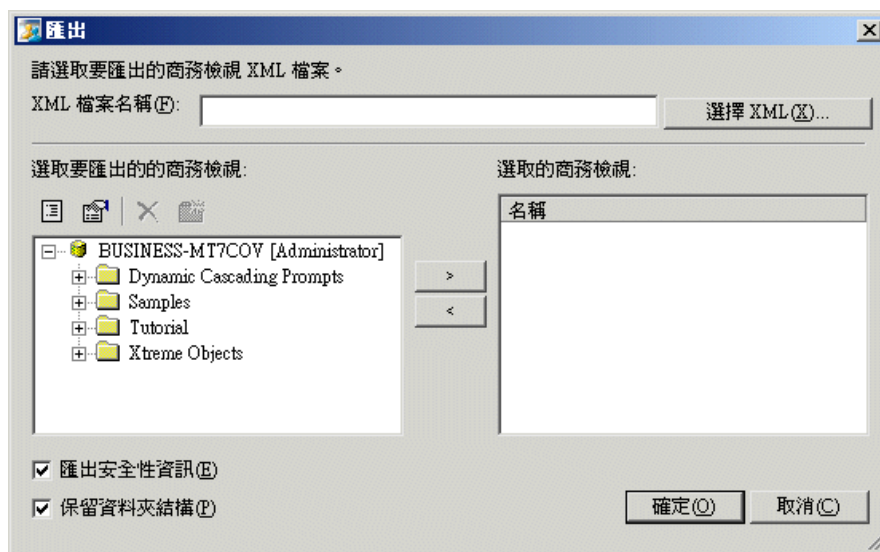 匯出
請選取要匯出的商務檢視 XML 檔案。
XML 檔案名稱(F):
選擇 XML(X)...
選取要匯出的的商務檢視:
選取的商務檢視:
名稱
BUSINESS-MT7COV [Administrator]
Dynamic Cascading Prompts
Samples
Tutorial
Xtreme Objects
>
<
匯出安全性資訊(E)
保留資料夾結構(P)
確定(O)
取消(C)